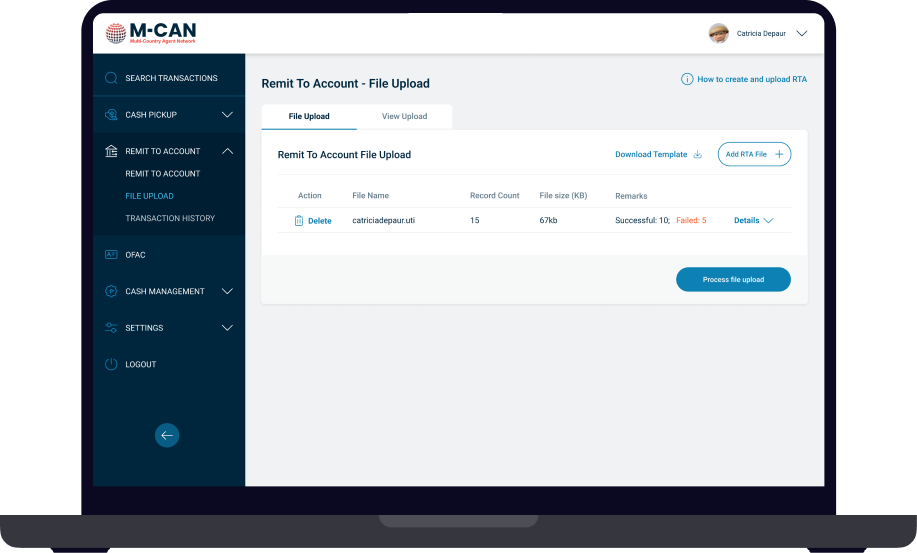 M-CAN
Multi-Country Agent Network
Catricia Depaur
SEARCH TRANSACTIONS
CASH PICKUP
REMIT TO ACCOUNT
REMIT TO ACCOUNT
FILE UPLOAD
TRANSACTION HISTORY
OFAC
CASH MANAGEMENT
SETTINGS
LOGOUT
Remit To Account - File Upload
How to create and upload RTA
File Upload View Upload
Remit To Account File Upload
Download Template
Add RTA File
Action File Name Record Count File size (KB) Remarks
Delete catriciadepaur.uti 15 67kb Successful: 10; Failed: 5 Details
Process file upload